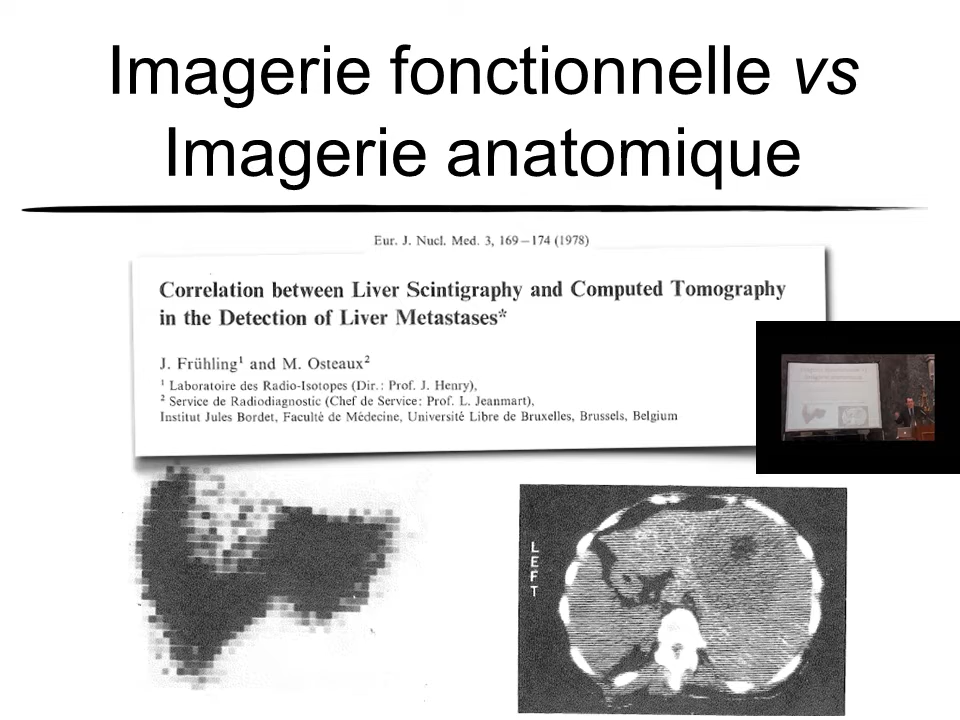 Imagerie fonctionnelle vs
Imagerie anatomique
Eur. J. Nucl. Med. 3, 169–174 (1978)
Correlation between Liver Scintigraphy and Computed Tomography
in the Detection of Liver Metastases*
J. Frühling¹ and M. Osteaux²
¹ Laboratoire des Radio-Isotopes (Dir.: Prof. J. Henry),
² Service de Radiodiagnostic (Chef de Service: Prof. L. Jeanmart),
Institut Jules Bordet, Faculté de Médecine, Université Libre de Bruxelles, Brussels, Belgium
LEFT